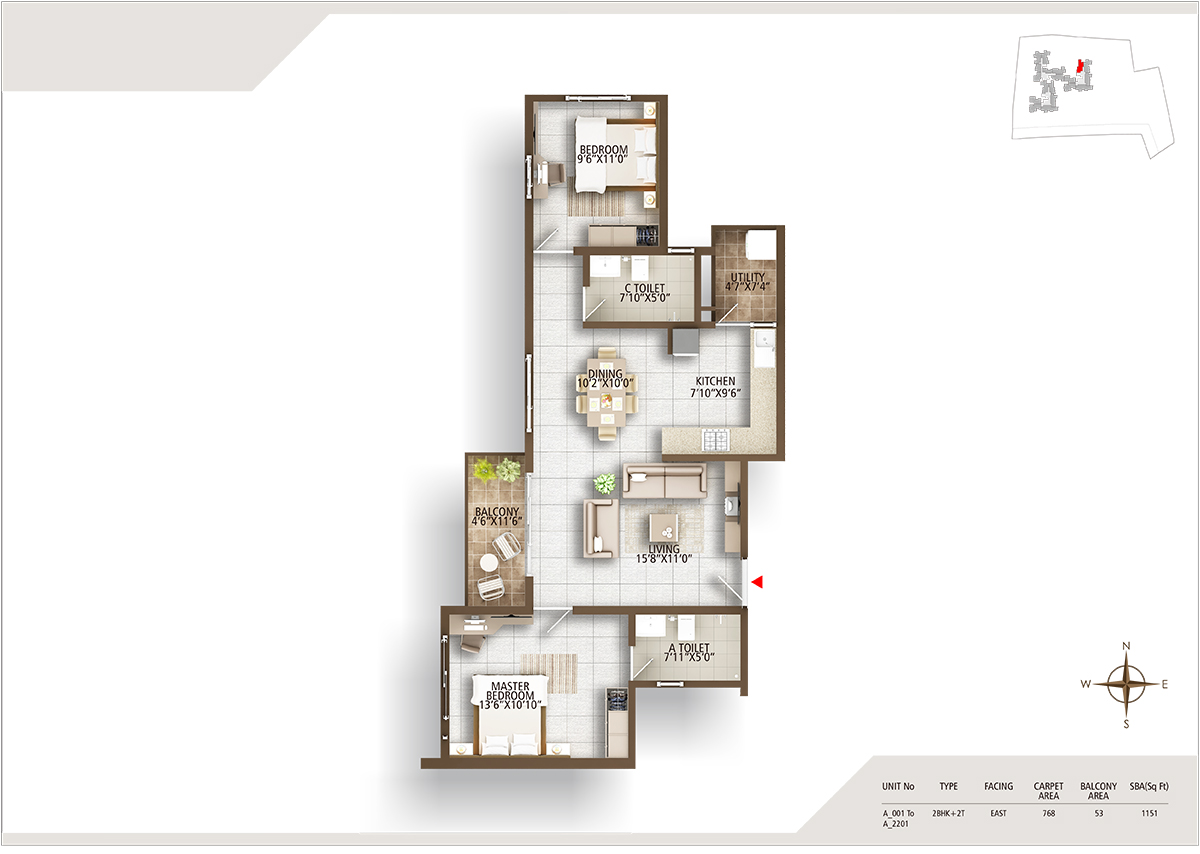 BEDROOM
9'6"X11'0"
UTILITY
4'7"X7'4"
C TOILET
7'10"X5'0"
DINING
10'2"X10'0"
KITCHEN
7'10"X9'6"
BALCONY
4'6"X11'6"
LIVING
15'8"X11'0"
A TOILET
7'11"X5'0"
MASTER
BEDROOM
13'6"X10'10"
N
W E
S
UNIT No TYPE FACING CARPET AREA BALCONY AREA SBA(Sq Ft)
A_001 To A_2201 2BHK+2T EAST 768 53 1151